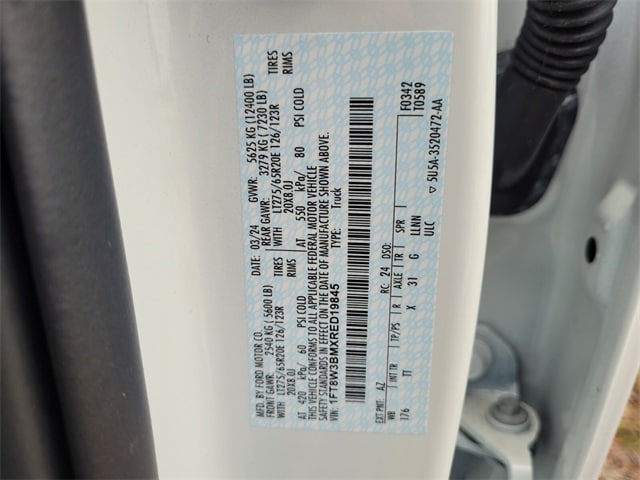 MFD. BY FORD MOTOR CO.
DATE: 03/24 GVWR: 5625 KG (12400 LB)
FRONT GAWR: 2540 KG (5600 LB) REAR GAWR: 3279 KG (7230 LB)
WITH LT275/65R20E 126/123R TIRES WITH LT275/65R20E 126/123R TIRES
20X8.0J RIMS 20X8.0J RIMS
AT 420 kPa/ 60 PSI COLD AT 550 kPa/ 80 PSI COLD
THIS VEHICLE CONFORMS TO ALL APPLICABLE FEDERAL MOTOR VEHICLE
SAFETY STANDARDS IN EFFECT ON THE DATE OF MANUFACTURE SHOWN ABOVE.
VIN: 1FT8W3BMXRED19845 TYPE: Truck
F0342
T0589
EXT PNT: AZ RC: 24 DSO:
WB INT TR TP/PS R AXLE TR SPR
176 TT X 31 G LLNN
ULC
▽ 5U5A-3520472-AA